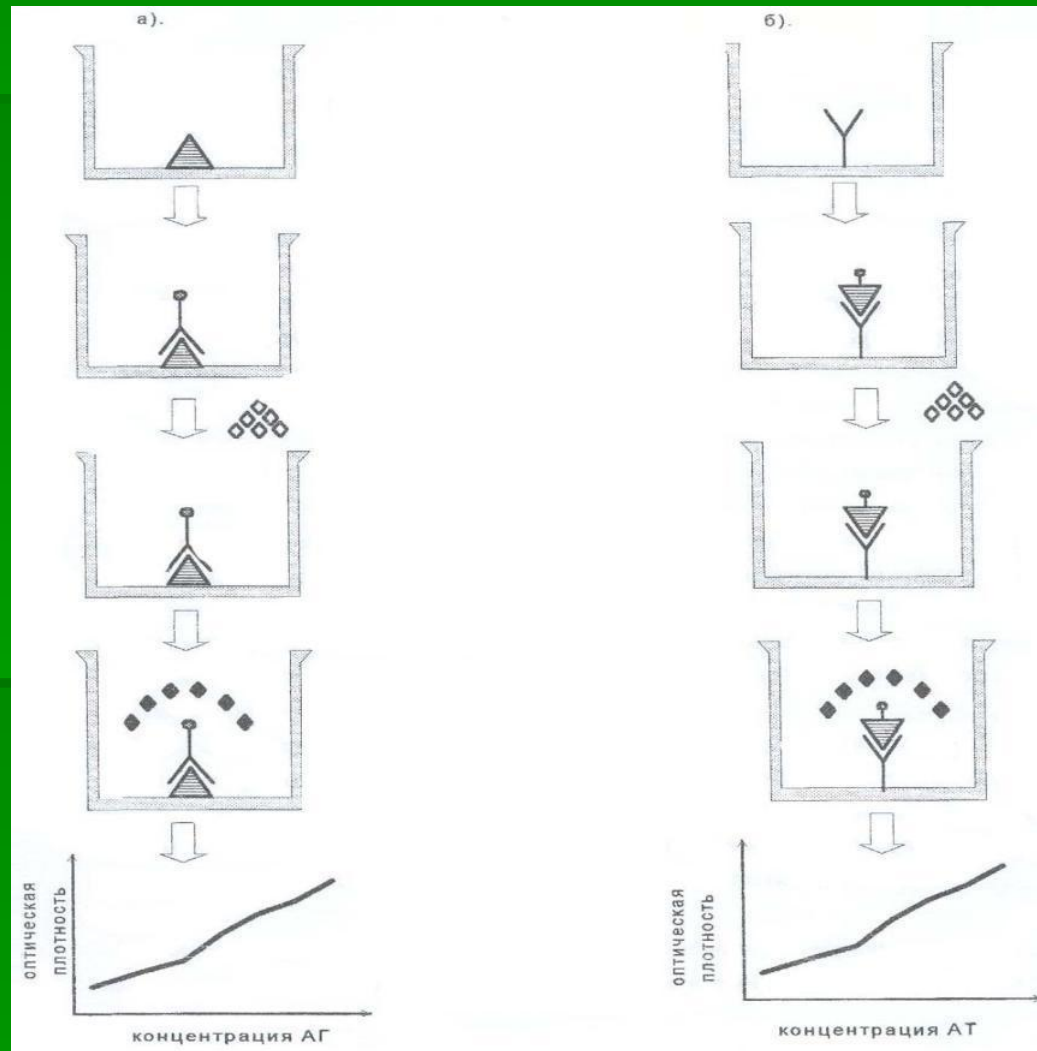 а).
б).
оптическая
плотность
концентрация АГ
оптическая
плотность
концентрация АТ